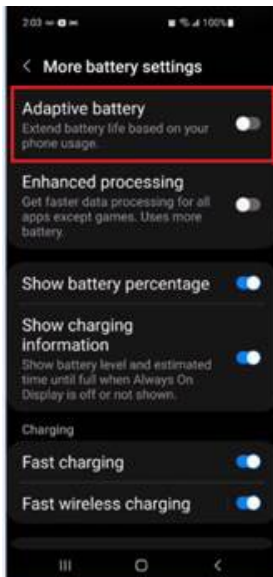 2:03
100%
< More battery settings
Adaptive battery
Extend battery life based on your
phone usage.
Enhanced processing
Get faster data processing for all
apps except games. Uses more
battery.
Show battery percentage
Show charging
information
Show battery level and estimated
time until full when Always On
Display is off or not shown.
Charging
Fast charging
Fast wireless charging